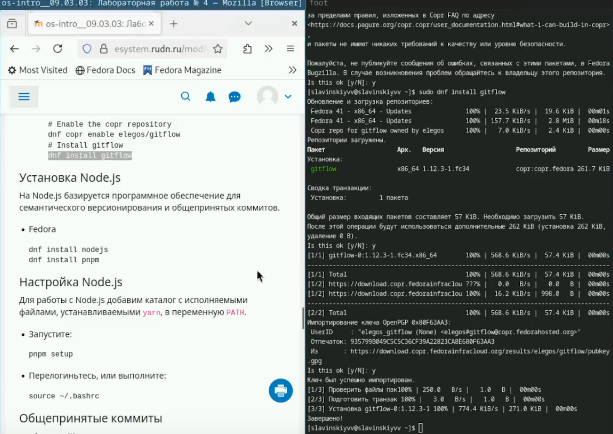 os-intro__09.03.03: Лабораторная работа № 4 — Mozilla [Browser]
foot
os-intro__09.03.03: Лабо
esystem.rudn.ru/mod/
Most Visited
Fedora Docs
Fedora Magazine
# Enable the copr repository
dnf copr enable elegos/gitflow
# Install gitflow
dnf install gitflow
Установка Node.js
На Node.js базируется программное обеспечение для
семантического версионирования и общепринятых коммитов.
• Fedora
dnf install nodejs
dnf install pnpm
Настройка Node.js
Для работы с Node.js добавим каталог с исполняемыми
файлами, устанавливаемыми yarn, в переменную PATH.
• Запустите:
pnpm setup
• Перелогиньтесь, или выполните:
source ~/.bashrc
Общепринятые коммиты
за пределами правил, изложенных в Copr FAQ по адресу
<https://docs.pagure.org/copr.copr/user_documentation.html#what-i-can-build-in-copr>
,
и пакеты не имеют никаких требований к качеству или уровню безопасности.
Пожалуйста, не публикуйте сообщения об ошибках, связанных с этими пакетами, в Fedora
Bugzilla. В случае возникновения проблем обращайтесь к владельцу этого репозитория.
Is this ok [y/N]: y
[slavinskiyvv@slavinskiyvv ~]$ sudo dnf install gitflow
Обновление и загрузка репозиториев:
Fedora 41 - x86_64 - Updates 100% | 23.5 KiB/s | 19.6 KiB | 00m01s
Fedora 41 - x86_64 - Updates 100% | 157.7 KiB/s | 2.8 MiB | 00m18s
Copr repo for gitflow owned by elegos 100% | 7.0 KiB/s | 2.4 KiB | 00m00s
Репозитории загружены.
Пакет Арх. Версия Репозиторий Размер
Установка:
gitflow x86_64 1.12.3-1.fc34 copr:copr.fedora 261.7 KiB
Сводка транзакции:
Установка: 1 пакета
Общий размер входящих пакетов составляет 57 KiB. Необходимо загрузить 57 KiB.
После этой операции будут использоваться дополнительные 262 KiB (установка 262 KiB,
удаление 0 B).
Is this ok [y/N]: y
[1/1] gitflow-0:1.12.3-1.fc34.x86_64 100% | 568.6 KiB/s | 57.4 KiB | 00m00s
[1/1] Total 100% | 568.6 KiB/s | 57.4 KiB | 00m00s
[1/2] https://download.copr.fedorainfraclou ???% | 0.0 B/s | 0.0 B | 00m00s
[1/2] https://download.copr.fedorainfraclou 100% | 16.2 KiB/s | 998.0 B | 00m00s
[2/2] Total 100% | 568.6 KiB/s | 57.4 KiB | 00m00s
Импортирование ключа OpenPGP 0x80F63AA3:
UserID : "elegos_gitflow (None) <elegos#gitflow@copr.fedorahosted.org>"
Из : https://download.copr.fedorainfracloud.org/results/elegos/gitflow/pubkey
.gpg
Is this ok [y/N]: y
Ключ был успешно импортирован.
[1/3] Проверить файлы пак100% | 250.0 B/s | 1.0 B | 00m00s
[2/3] Подготовить транзак 100% | 3.0 B/s | 1.0 B | 00m00s
[3/3] Установка gitflow-0:1.12.3-1 100% | 774.4 KiB/s | 271.0 KiB | 00m00s
Завершено!
[slavinskiyvv@slavinskiyvv ~]$